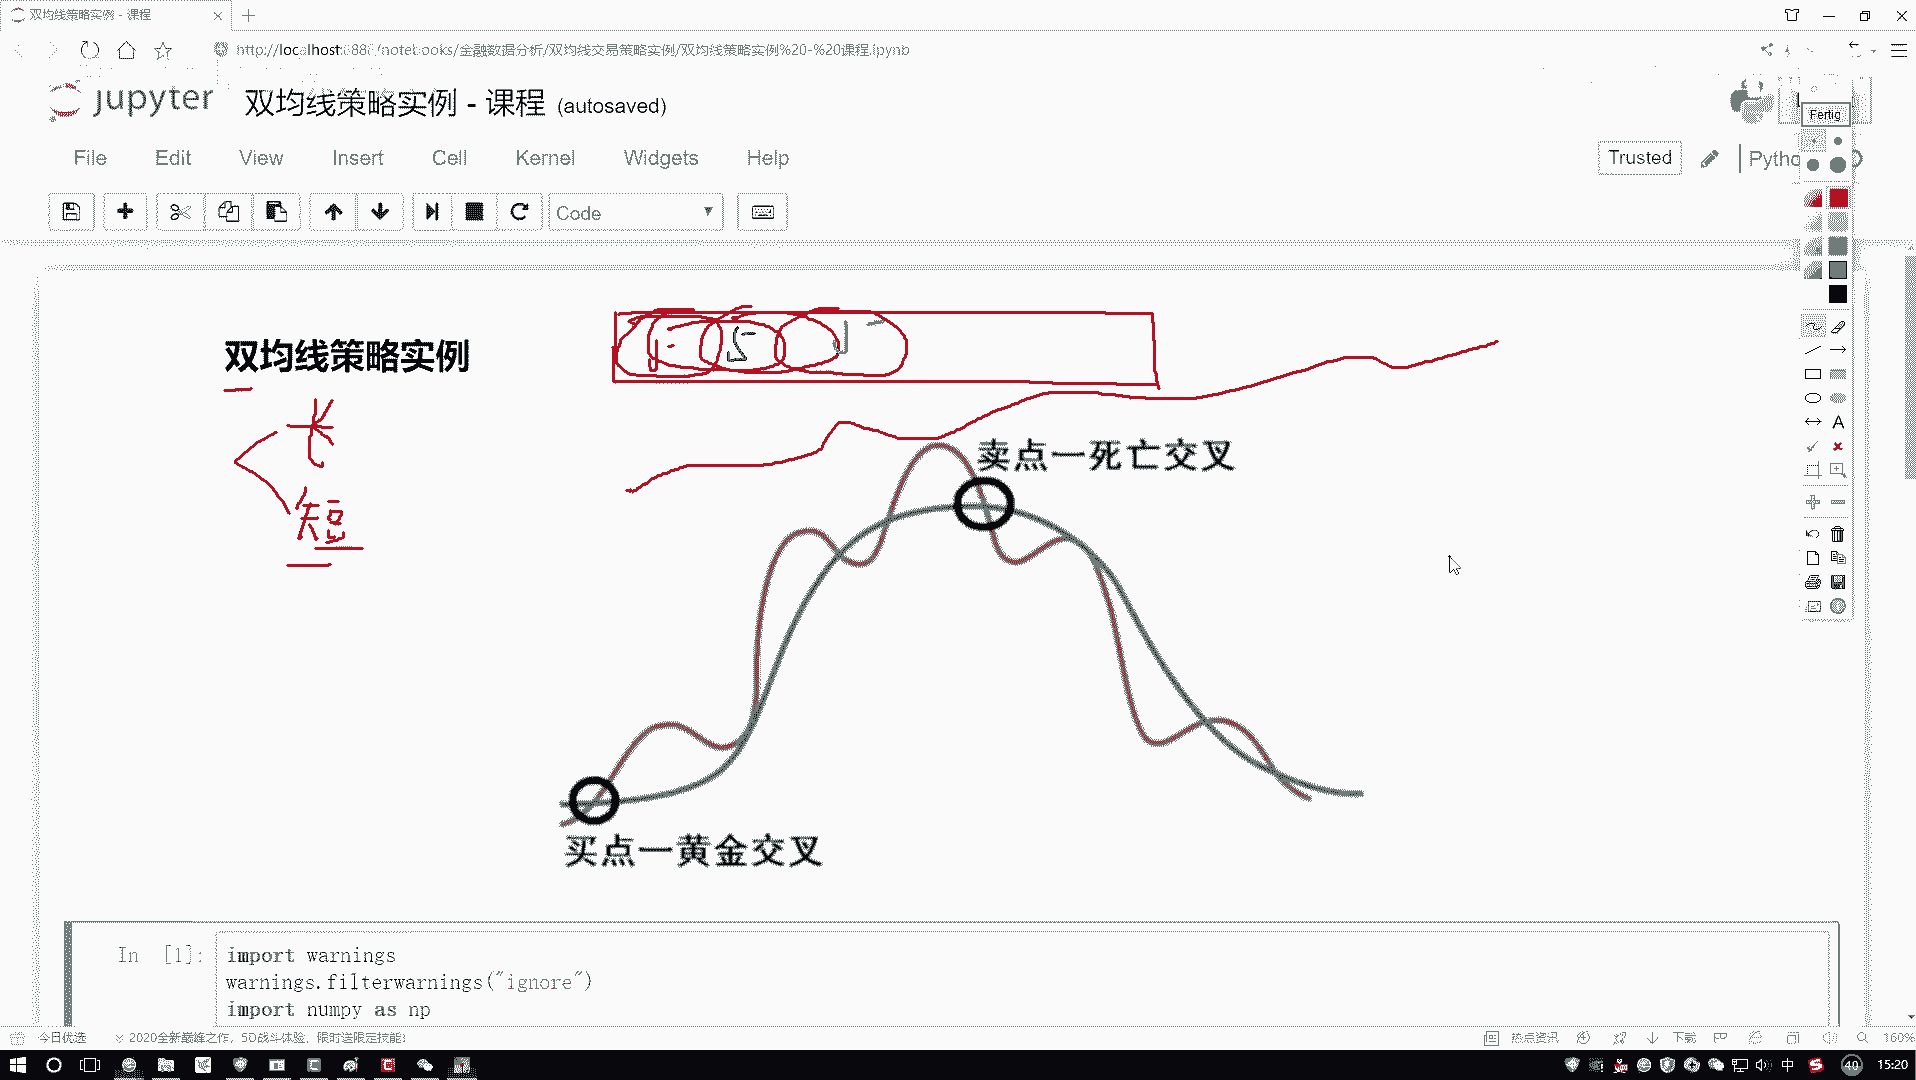 双均线策略实例 - 课程
http://localhost:8888/notebooks/金融数据分析/双均线交易策略实例/双均线策略实例%20-%20课程.ipynb
jupyter 双均线策略实例 - 课程 (autosaved)
Fertig
File Edit View Insert Cell Kernel Widgets Help
Trusted
Code
双均线策略实例
长
短
卖点一死亡交叉
买点一黄金交叉
In [1]: import warnings
warnings.filterwarnings("ignore")
import numpy as np
今日优选
2020全新巅峰之作，5D战斗体验，限时送限定技能！
热点资讯
下载
160%
中
40
15:20